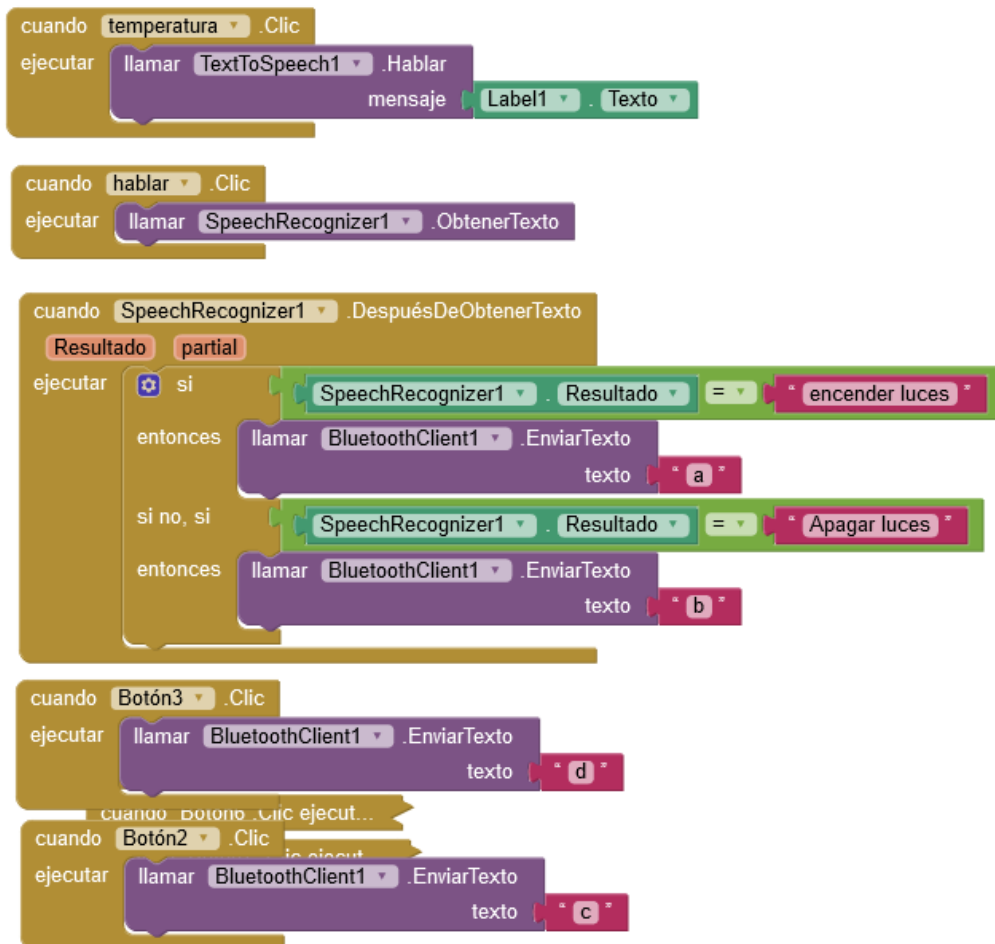 cuando temperatura .Clic
ejecutar llamar TextToSpeech1 .Hablar
mensaje Label1 . Texto
cuando hablar .Clic
ejecutar llamar SpeechRecognizer1 .ObtenerTexto
cuando SpeechRecognizer1 .DespuésDeObtenerTexto
Resultado partial
ejecutar si SpeechRecognizer1 . Resultado = “ encender luces ”
entonces llamar BluetoothClient1 .EnviarTexto
texto “ a ”
si no, si SpeechRecognizer1 . Resultado = “ Apagar luces ”
entonces llamar BluetoothClient1 .EnviarTexto
texto “ b ”
cuando Botón3 .Clic
ejecutar llamar BluetoothClient1 .EnviarTexto
texto “ d ”
cuando Botón6 .Clic ejecut...
cuando Botón2 .Clic
ejecutar llamar BluetoothClient1 .EnviarTexto
texto “ c ”